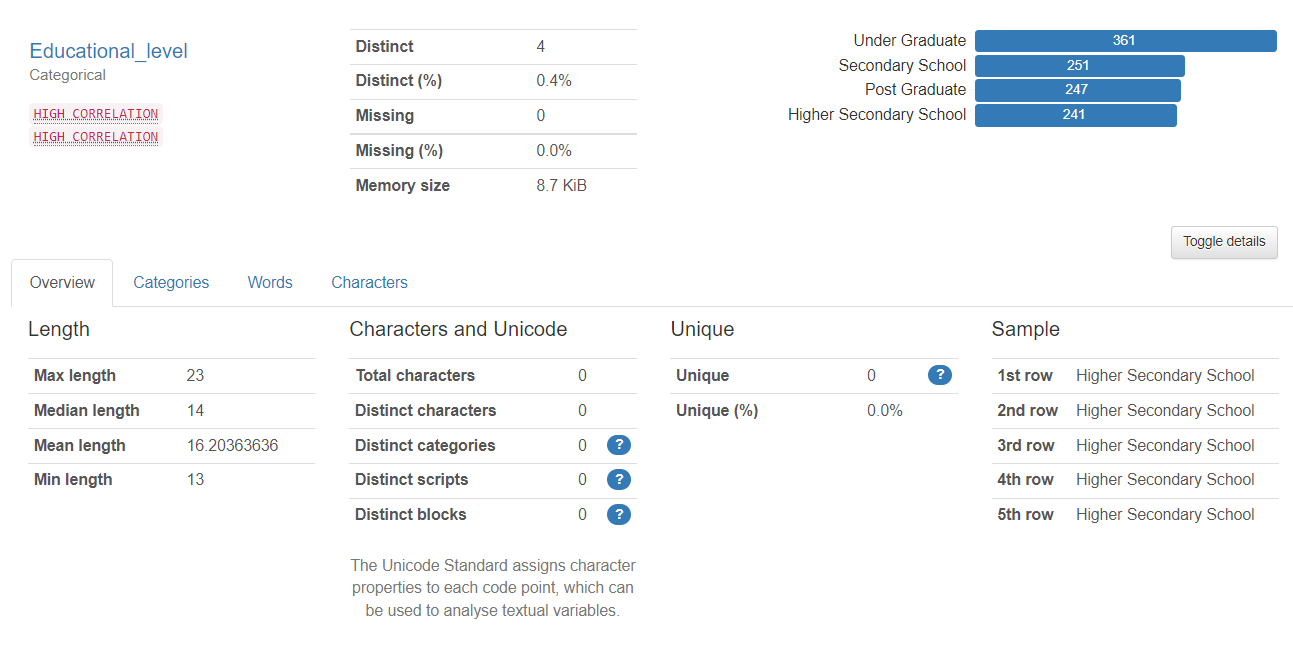 Educational_level
Categorical
HIGH CORRELATION
HIGH CORRELATION
Distinct 4
Distinct (%) 0.4%
Missing 0
Missing (%) 0.0%
Memory size 8.7 KiB
Under Graduate 361
Secondary School 251
Post Graduate 247
Higher Secondary School 241
Toggle details
Overview Categories Words Characters
Length
Max length 23
Median length 14
Mean length 16.20363636
Min length 13
Characters and Unicode
Total characters 0
Distinct characters 0
Distinct categories 0 ?
Distinct scripts 0 ?
Distinct blocks 0 ?
The Unicode Standard assigns character
properties to each code point, which can
be used to analyse textual variables.
Unique
Unique 0 ?
Unique (%) 0.0%
Sample
1st row Higher Secondary School
2nd row Higher Secondary School
3rd row Higher Secondary School
4th row Higher Secondary School
5th row Higher Secondary School